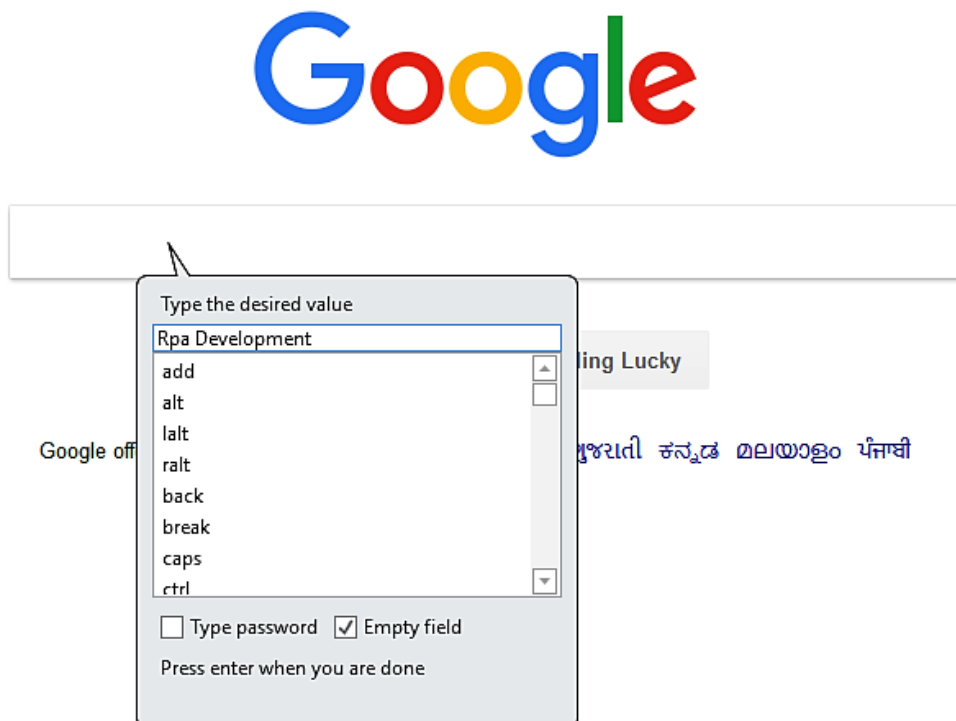 Google
Type the desired value
Rpa Development
add
alt
lalt
ralt
back
break
caps
ctrl
ling Lucky
Google off
ગુજરાતી ಕನ್ನಡ മലയാളം ਪੰਜਾਬੀ
Type password Empty field
Press enter when you are done